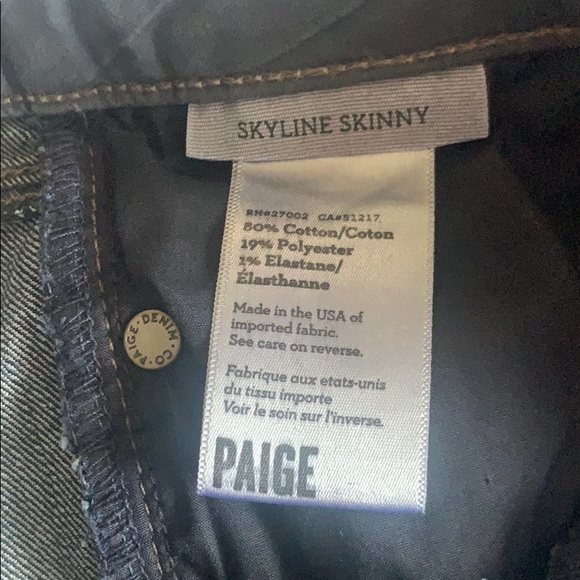 SKYLINE SKINNY
RN#27002 CA#51217
80% Cotton/Coton
19% Polyester
1% Elastane/
Élasthanne
Made in the USA of
imported fabric.
See care on reverse.
Fabrique aux etats-unis
du tissu importe
Voir le soin sur l'inverse.
PAIGE
PAIGE·DENIM·CO·